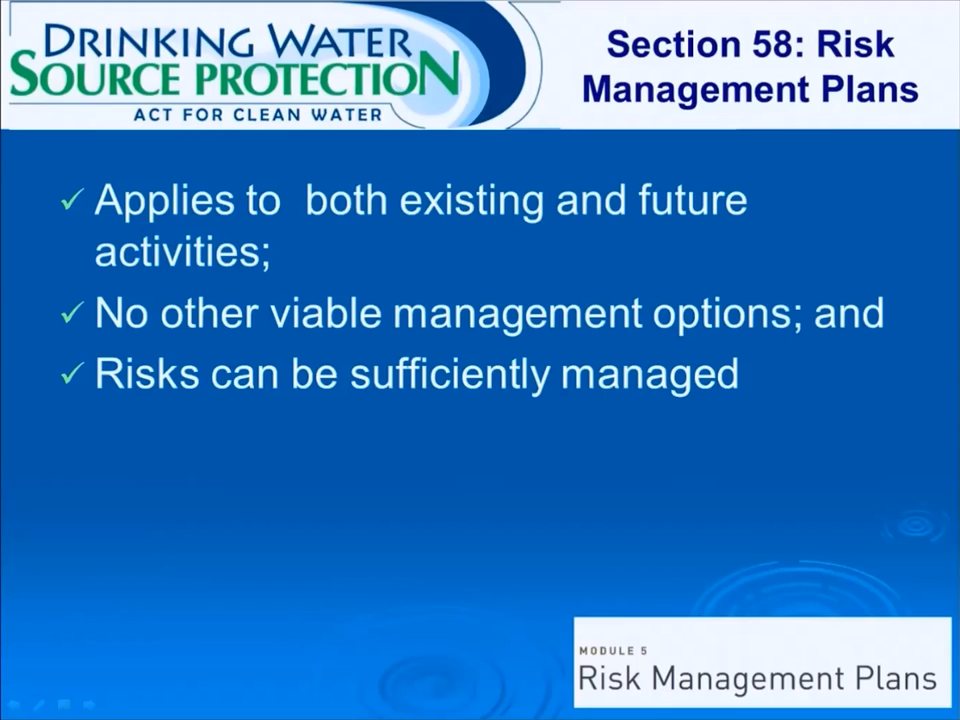 DRINKING WATER
SOURCE PROTECTION
ACT FOR CLEAN WATER
Section 58: Risk
Management Plans
✓ Applies to both existing and future
activities;
✓ No other viable management options; and
✓ Risks can be sufficiently managed
MODULE 5
Risk Management Plans